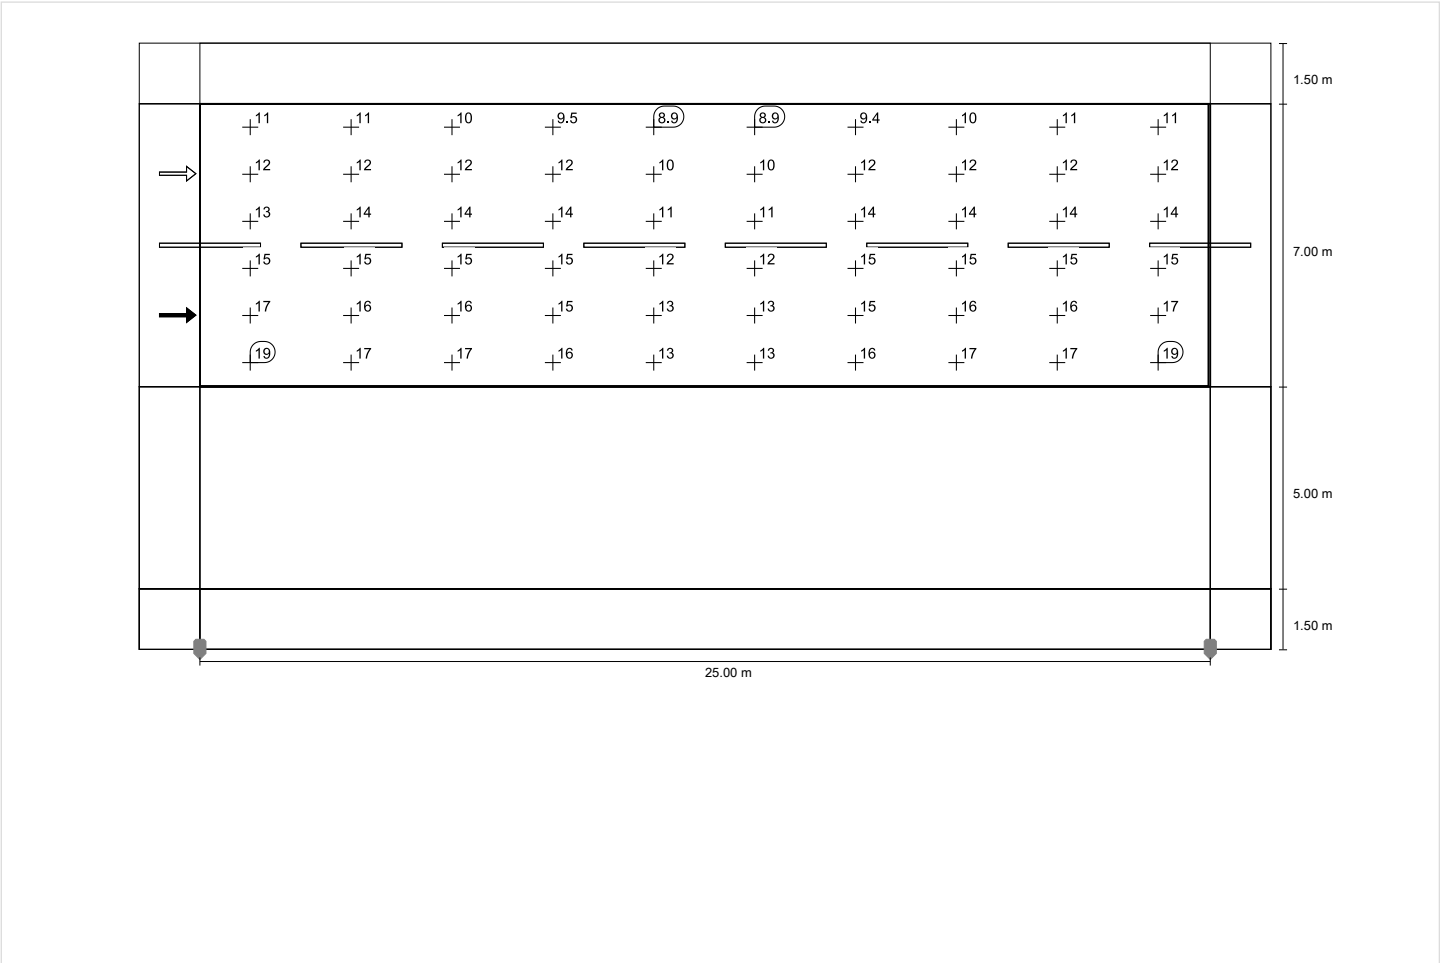 1.50 m
11 11 10 9.5 8.9 8.9 9.4 10 11 11
12 12 12 12 10 10 12 12 12 12
13 14 14 14 11 11 14 14 14 14
7.00 m
15 15 15 15 12 12 15 15 15 15
17 16 16 15 13 13 15 16 16 17
19 17 17 16 13 13 16 17 17 19
5.00 m
1.50 m
25.00 m